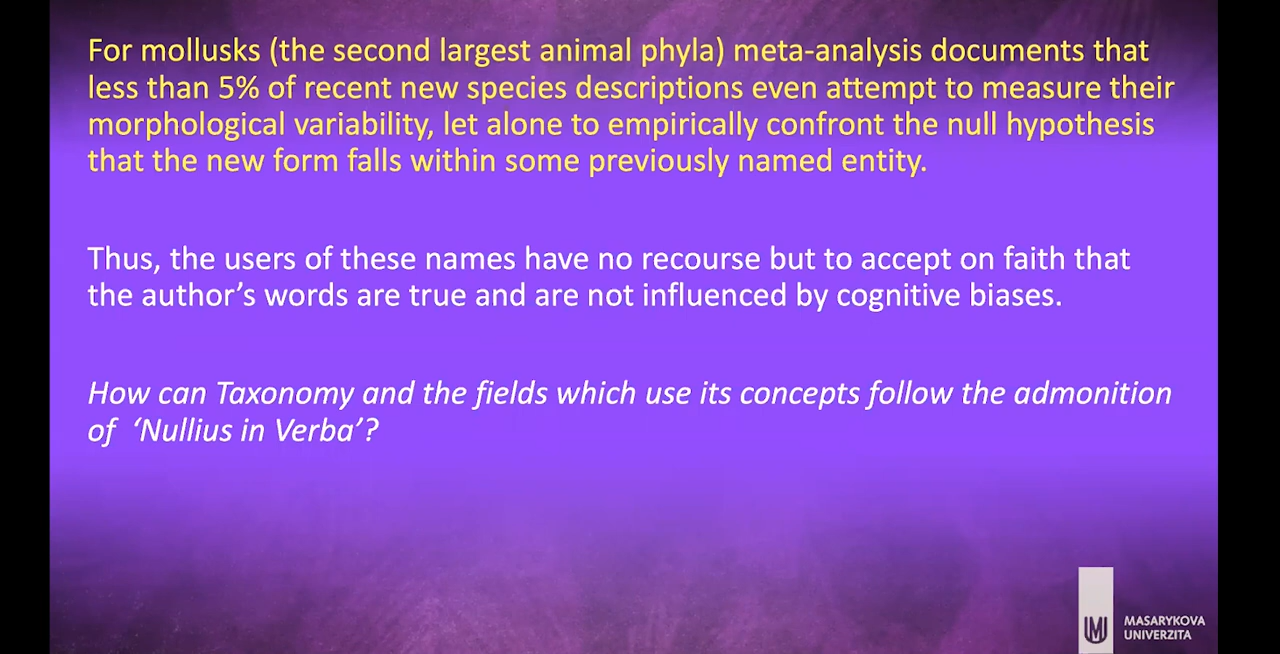 For mollusks (the second largest animal phyla) meta-analysis documents that
less than 5% of recent new species descriptions even attempt to measure their
morphological variability, let alone to empirically confront the null hypothesis
that the new form falls within some previously named entity.
Thus, the users of these names have no recourse but to accept on faith that
the author’s words are true and are not influenced by cognitive biases.
How can Taxonomy and the fields which use its concepts follow the admonition
of ‘Nullius in Verba’?
MASARYKOVA
UNIVERZITA